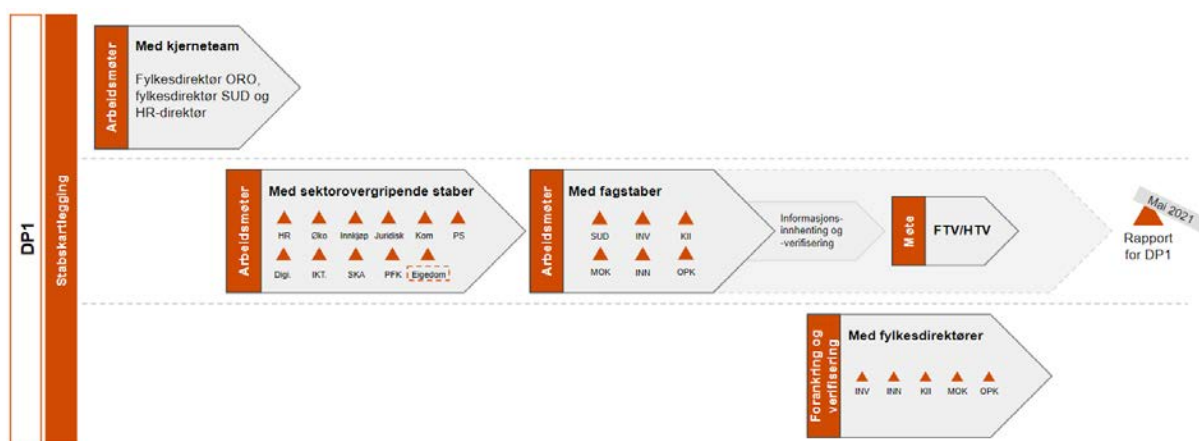 DP1
Stabskartlegging
Arbeidsmøter
Med kjerneteam
Fylkesdirektør ORO,
fylkesdirektør SUD og
HR-direktør
Arbeidsmøter
Med sektorovergripende staber
HR Øko Innkjøp Juridisk Kom PS
Digi. IKT. SKA PFK Eigedom
Arbeidsmøter
Med fagstaber
SUD INV KII
MOK INN OPK
Informasjons-
innhenting og
-verifisering
Møte
FTV/HTV
Mai 2021
Rapport
for DP1
Forankring og
verifisering
Med fylkesdirektører
INV INN KII MOK OPK